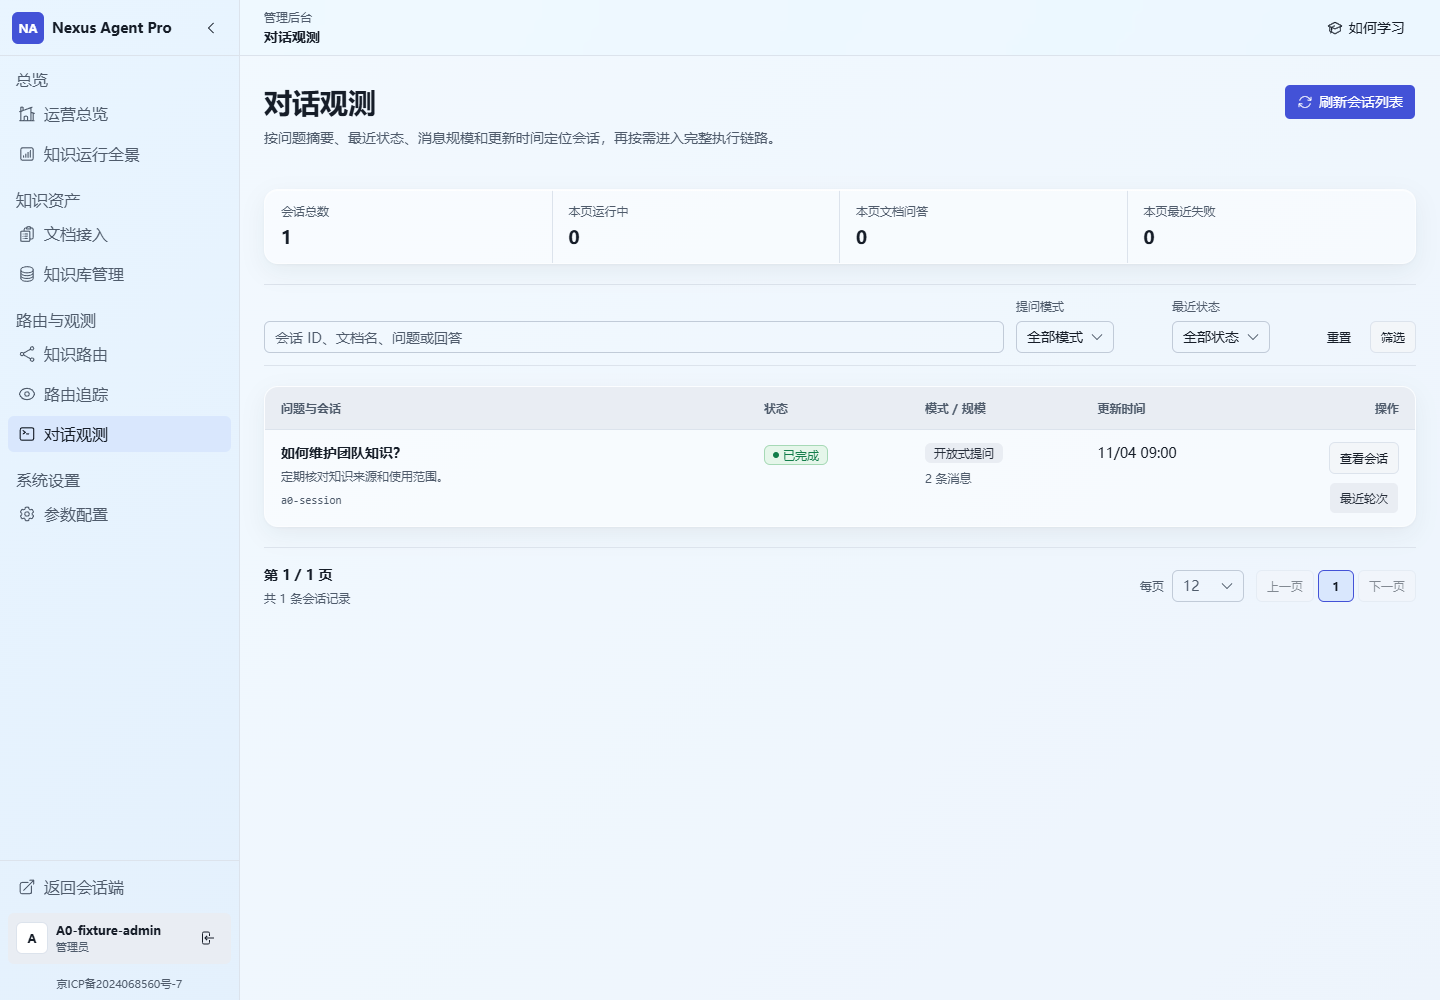 NA
Nexus Agent Pro
总览
运营总览
知识运行全景
知识资产
文档接入
知识库管理
路由与观测
知识路由
路由追踪
对话观测
系统设置
参数配置
返回会话端
A
A0-fixture-admin
管理员
京ICP备2024068560号-7
管理后台
对话观测
如何学习
对话观测
按问题摘要、最近状态、消息规模和更新时间定位会话，再按需进入完整执行链路。
刷新会话列表
会话总数
1
本页运行中
0
本页文档问答
0
本页最近失败
0
会话 ID、文档名、问题或回答
提问模式
全部模式
最近状态
全部状态
重置
筛选
问题与会话 状态 模式 / 规模 更新时间 操作
如何维护团队知识?
定期核对知识来源和使用范围。
a0-session
已完成
开放式提问
2 条消息
11/04 09:00
查看会话
最近轮次
第 1 / 1 页
共 1 条会话记录
每页 12 上一页 1 下一页